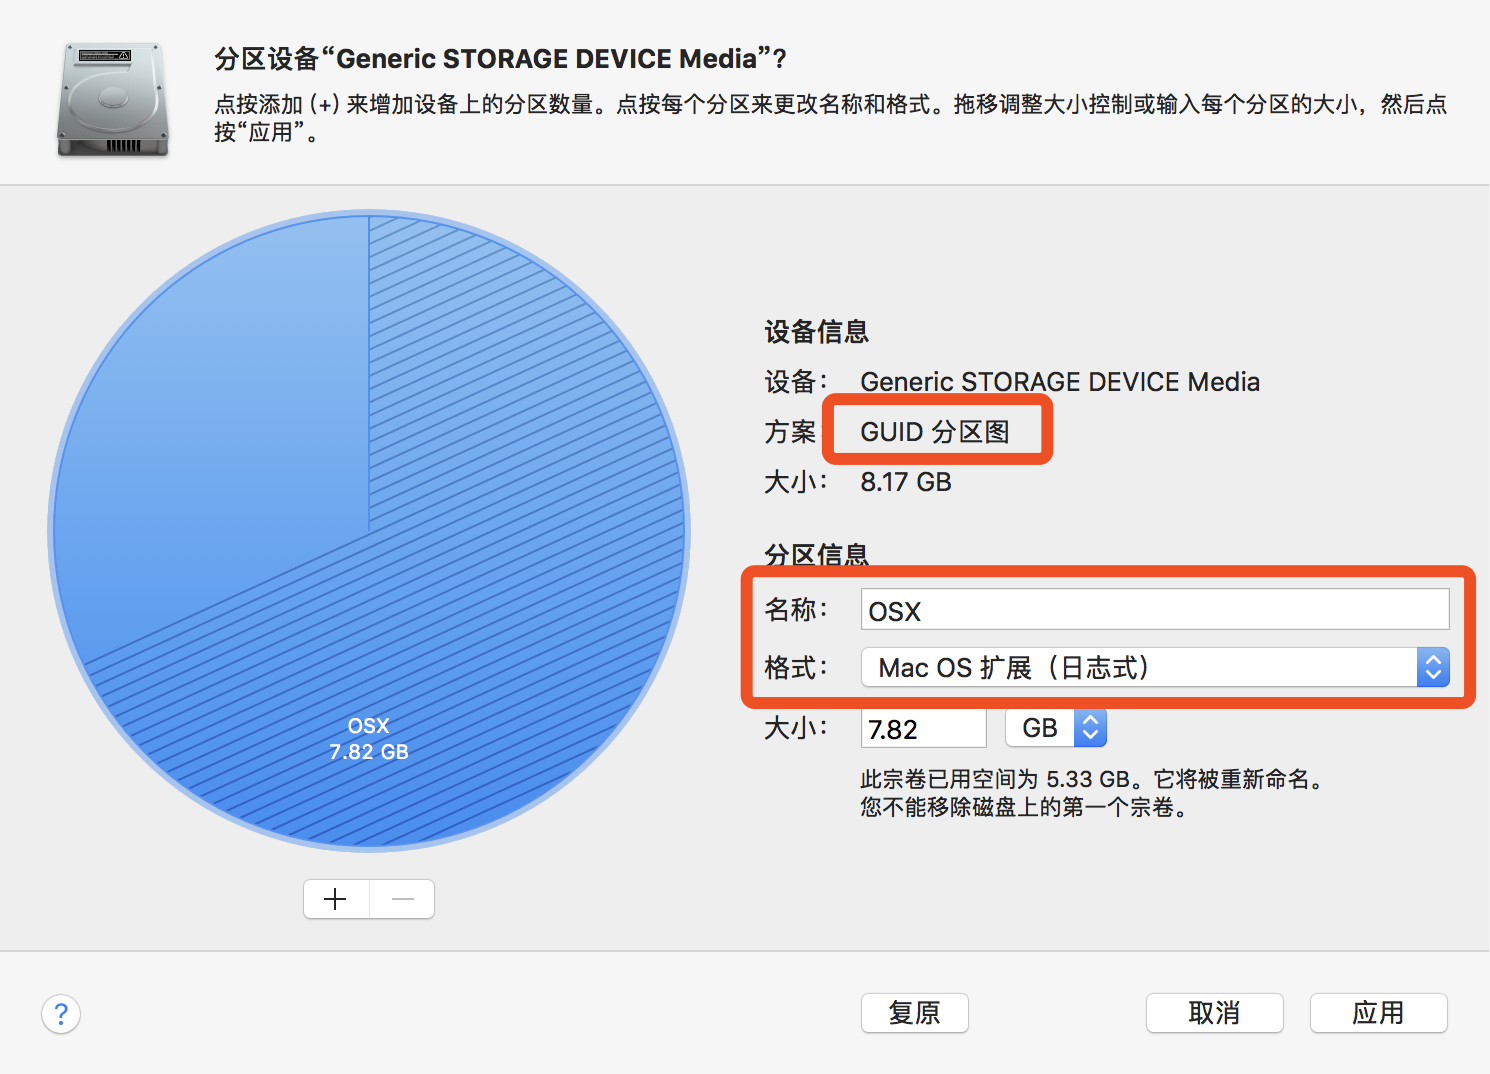 分区设备“Generic STORAGE DEVICE Media”?
点按添加 (+) 来增加设备上的分区数量。点按每个分区来更改名称和格式。拖移调整大小控制或输入每个分区的大小，然后点
按“应用”。
设备信息
设备： Generic STORAGE DEVICE Media
方案： GUID 分区图
大小： 8.17 GB
分区信息
名称： OSX
格式： Mac OS 扩展（日志式）
大小： 7.82 GB
此宗卷已用空间为 5.33 GB。它将被重新命名。
您不能移除磁盘上的第一个宗卷。
OSX
7.82 GB
+ —
? 复原 取消 应用